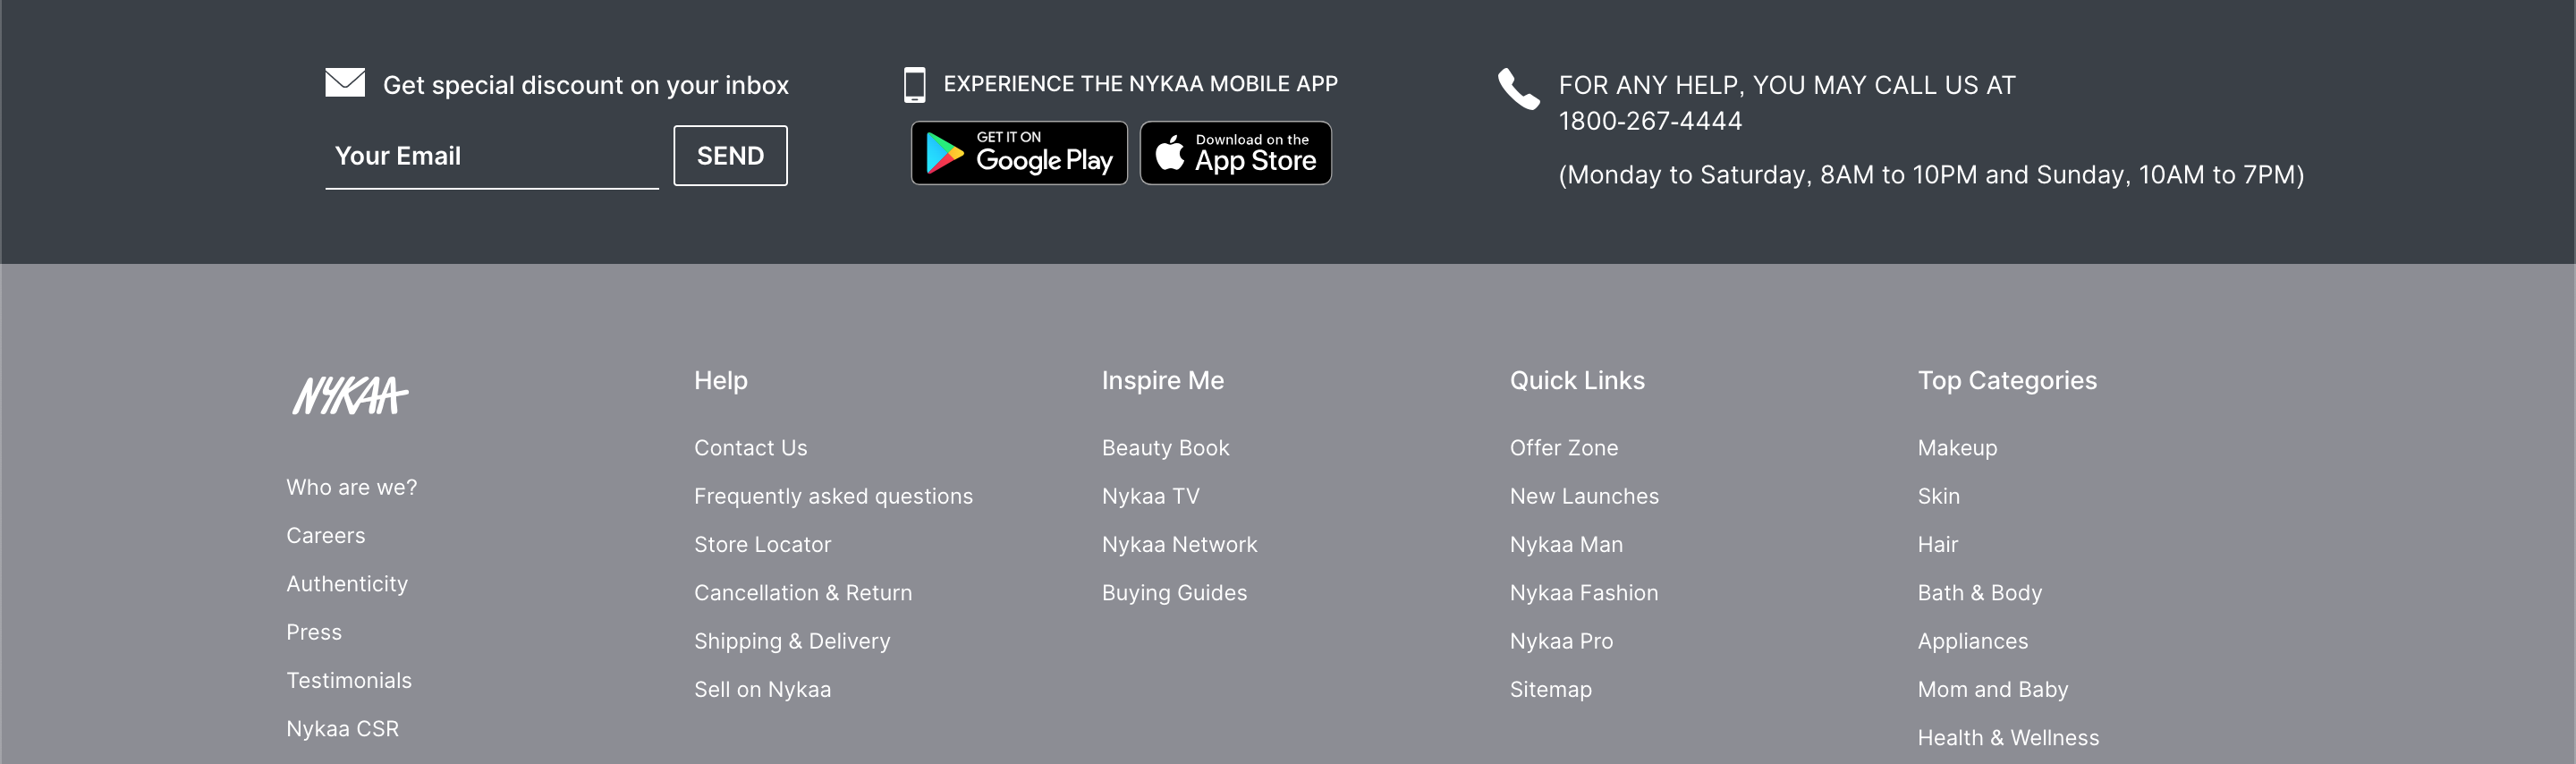 Get special discount on your inbox
Your Email
SEND
EXPERIENCE THE NYKAA MOBILE APP
GET IT ON
Google Play
Download on the
App Store
FOR ANY HELP, YOU MAY CALL US AT
1800-267-4444
(Monday to Saturday, 8AM to 10PM and Sunday, 10AM to 7PM)
NYKAA
Who are we?
Careers
Authenticity
Press
Testimonials
Nykaa CSR
Help
Contact Us
Frequently asked questions
Store Locator
Cancellation & Return
Shipping & Delivery
Sell on Nykaa
Inspire Me
Beauty Book
Nykaa TV
Nykaa Network
Buying Guides
Quick Links
Offer Zone
New Launches
Nykaa Man
Nykaa Fashion
Nykaa Pro
Sitemap
Top Categories
Makeup
Skin
Hair
Bath & Body
Appliances
Mom and Baby
Health & Wellness